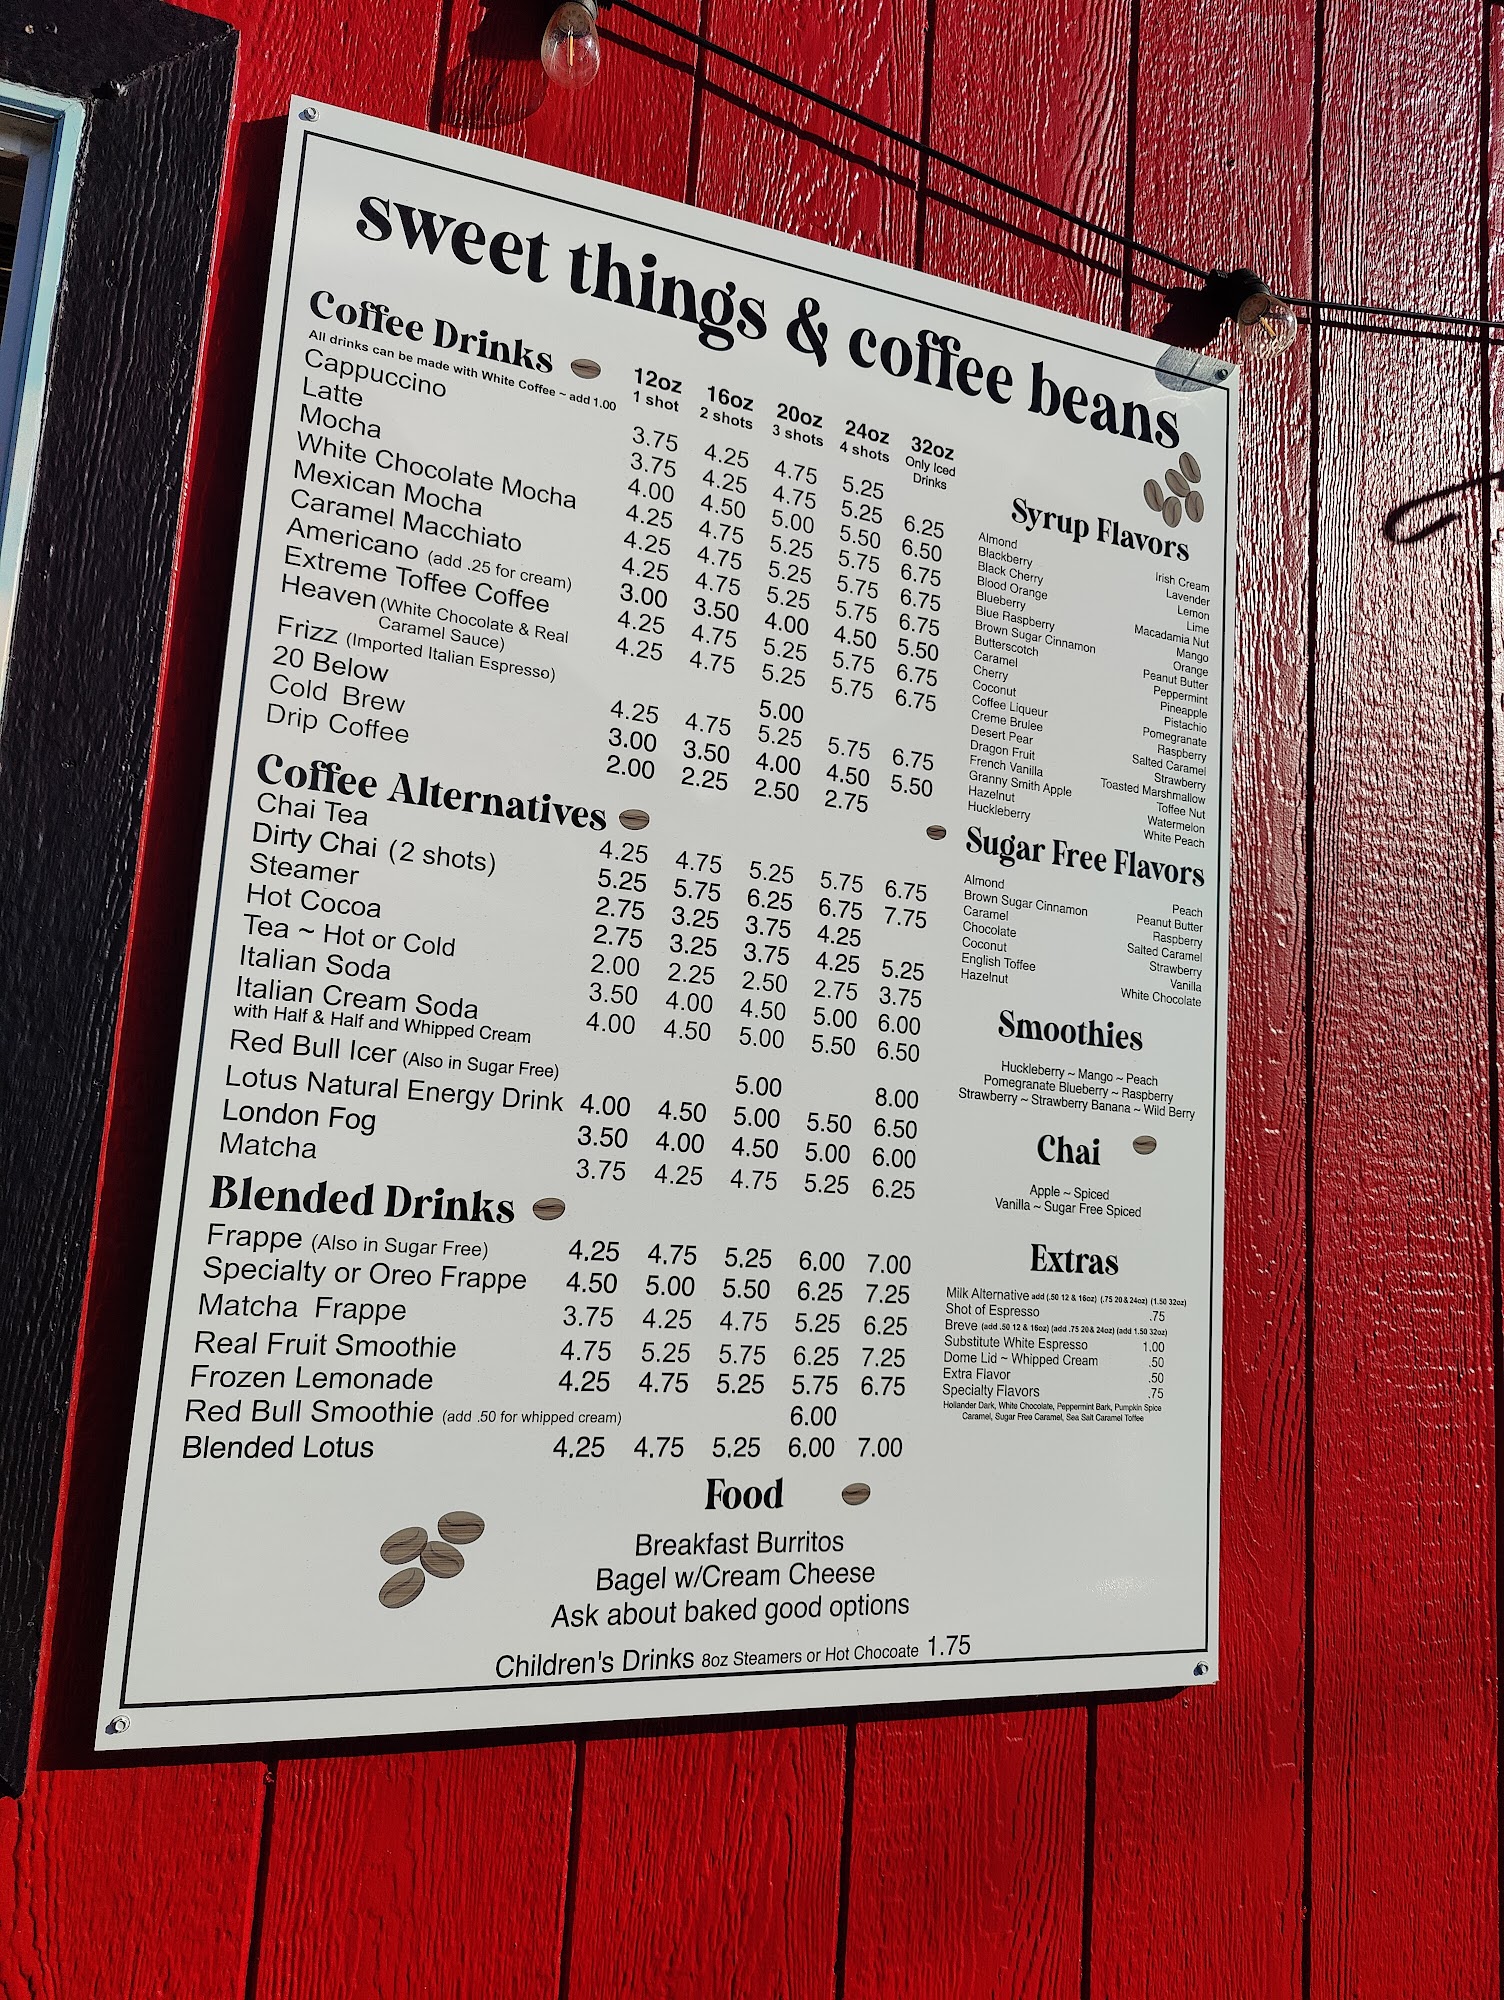 sweet things & coffee beans
Coffee Drinks
All drinks can be made with White Coffee ~ add 1.00
12oz 16oz 20oz 24oz 32oz
1 shot 2 shots 3 shots 4 shots Only Iced Drinks
Cappuccino 3.75 4.25 4.75 5.25
Latte 3.75 4.25 4.75 5.25 6.25
Mocha 4.00 4.50 5.00 5.50 6.50
White Chocolate Mocha 4.25 4.75 5.25 5.75 6.75
Mexican Mocha 4.25 4.75 5.25 5.75 6.75
Caramel Macchiato 4.25 4.75 5.25 5.75 6.75
Americano (add .25 for cream) 3.00 3.50 4.00 4.50 5.50
Extreme Toffee Coffee 4.25 4.75 5.25 5.75 6.75
Heaven (White Chocolate & Real Caramel Sauce) 4.25 4.75 5.25 5.75 6.75
Frizz (Imported Italian Espresso) 5.00
20 Below 4.25 4.75 5.25 5.75 6.75
Cold Brew 3.00 3.50 4.00 4.50 5.50
Drip Coffee 2.00 2.25 2.50 2.75
Coffee Alternatives
Chai Tea 4.25 4.75 5.25 5.75 6.75
Dirty Chai (2 shots) 5.25 5.75 6.25 6.75 7.75
Steamer 2.75 3.25 3.75 4.25
Hot Cocoa 2.75 3.25 3.75 4.25 5.25
Tea ~ Hot or Cold 2.00 2.25 2.50 2.75 3.75
Italian Soda 3.50 4.00 4.50 5.00 6.00
Italian Cream Soda 4.00 4.50 5.00 5.50 6.50
with Half & Half and Whipped Cream
Red Bull Icer (Also in Sugar Free) 5.00 8.00
Lotus Natural Energy Drink 4.00 4.50 5.00 5.50 6.50
London Fog 3.50 4.00 4.50 5.00 6.00
Matcha 3.75 4.25 4.75 5.25 6.25
Blended Drinks
Frappe (Also in Sugar Free) 4.25 4.75 5.25 6.00 7.00
Specialty or Oreo Frappe 4.50 5.00 5.50 6.25 7.25
Matcha Frappe 3.75 4.25 4.75 5.25 6.25
Real Fruit Smoothie 4.75 5.25 5.75 6.25 7.25
Frozen Lemonade 4.25 4.75 5.25 5.75 6.75
Red Bull Smoothie (add .50 for whipped cream) 6.00
Blended Lotus 4.25 4.75 5.25 6.00 7.00
Syrup Flavors
Almond
Blackberry
Black Cherry
Blood Orange
Blueberry
Blue Raspberry
Brown Sugar Cinnamon
Butterscotch
Caramel
Cherry
Coconut
Coffee Liqueur
Creme Brulee
Desert Pear
Dragon Fruit
French Vanilla
Granny Smith Apple
Hazelnut
Huckleberry
Irish Cream
Lavender
Lemon
Lime
Macadamia Nut
Mango
Orange
Peanut Butter
Peppermint
Pineapple
Pistachio
Pomegranate
Raspberry
Salted Caramel
Strawberry
Toasted Marshmallow
Toffee Nut
Watermelon
White Peach
Sugar Free Flavors
Almond
Brown Sugar Cinnamon
Caramel
Chocolate
Coconut
English Toffee
Hazelnut
Peach
Peanut Butter
Raspberry
Salted Caramel
Strawberry
Vanilla
White Chocolate
Smoothies
Huckleberry ~ Mango ~ Peach
Pomegranate Blueberry ~ Raspberry
Strawberry ~ Strawberry Banana ~ Wild Berry
Chai
Apple ~ Spiced
Vanilla ~ Sugar Free Spiced
Extras
Milk Alternative add (.50 12 & 16oz) (.75 20 & 24oz) (1.50 32oz)
Shot of Espresso .75
Breve (add .50 12 & 16oz) (add .75 20& 24oz) (add 1.50 32oz)
Substitute White Espresso 1.00
Dome Lid ~ Whipped Cream .50
Extra Flavor .50
Specialty Flavors .75
Hollander Dark, White Chocolate, Peppermint Bark, Pumpkin Spice
Caramel, Sugar Free Caramel, Sea Salt Caramel Toffee
Food
Breakfast Burritos
Bagel w/Cream Cheese
Ask about baked good options
Children's Drinks 8oz Steamers or Hot Chocoate 1.75